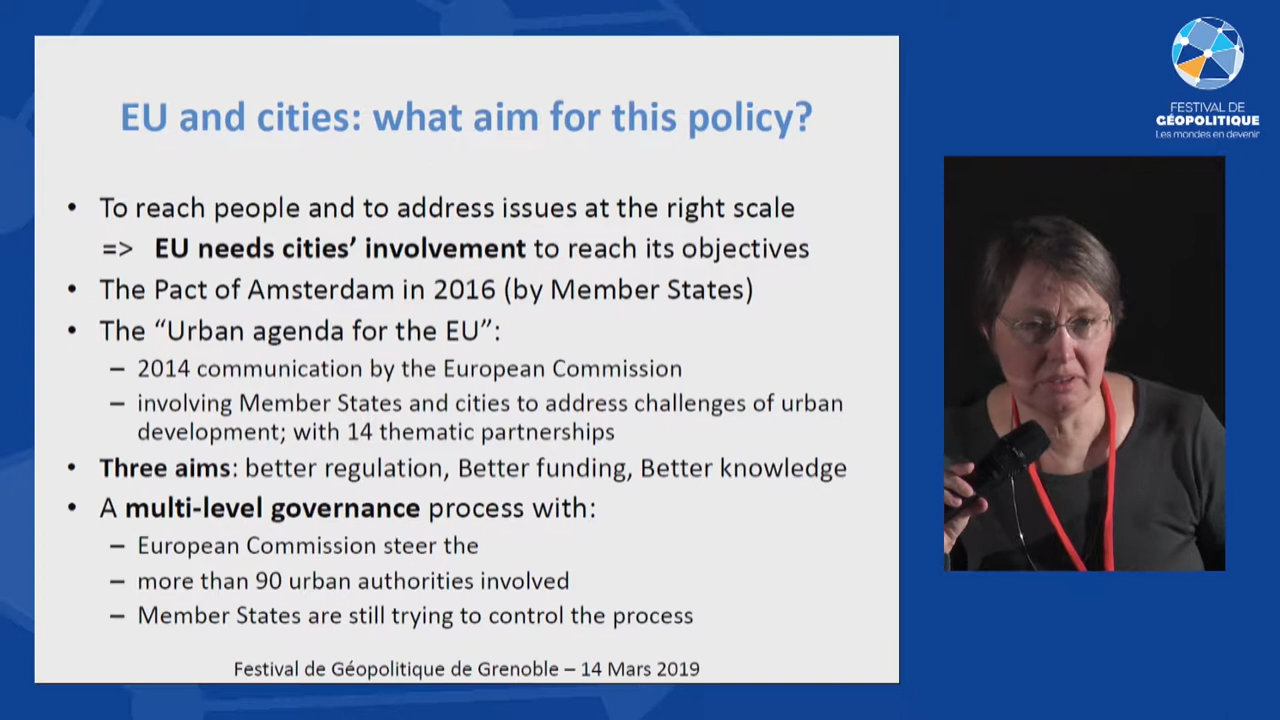 EU and cities: what aim for this policy?
• To reach people and to address issues at the right scale
=> EU needs cities’ involvement to reach its objectives
• The Pact of Amsterdam in 2016 (by Member States)
• The “Urban agenda for the EU”:
– 2014 communication by the European Commission
– involving Member States and cities to address challenges of urban
development; with 14 thematic partnerships
• Three aims: better regulation, Better funding, Better knowledge
• A multi-level governance process with:
– European Commission steer the
– more than 90 urban authorities involved
– Member States are still trying to control the process
Festival de Géopolitique de Grenoble – 14 Mars 2019
FESTIVAL DE
GÉOPOLITIQUE
Les mondes en devenir